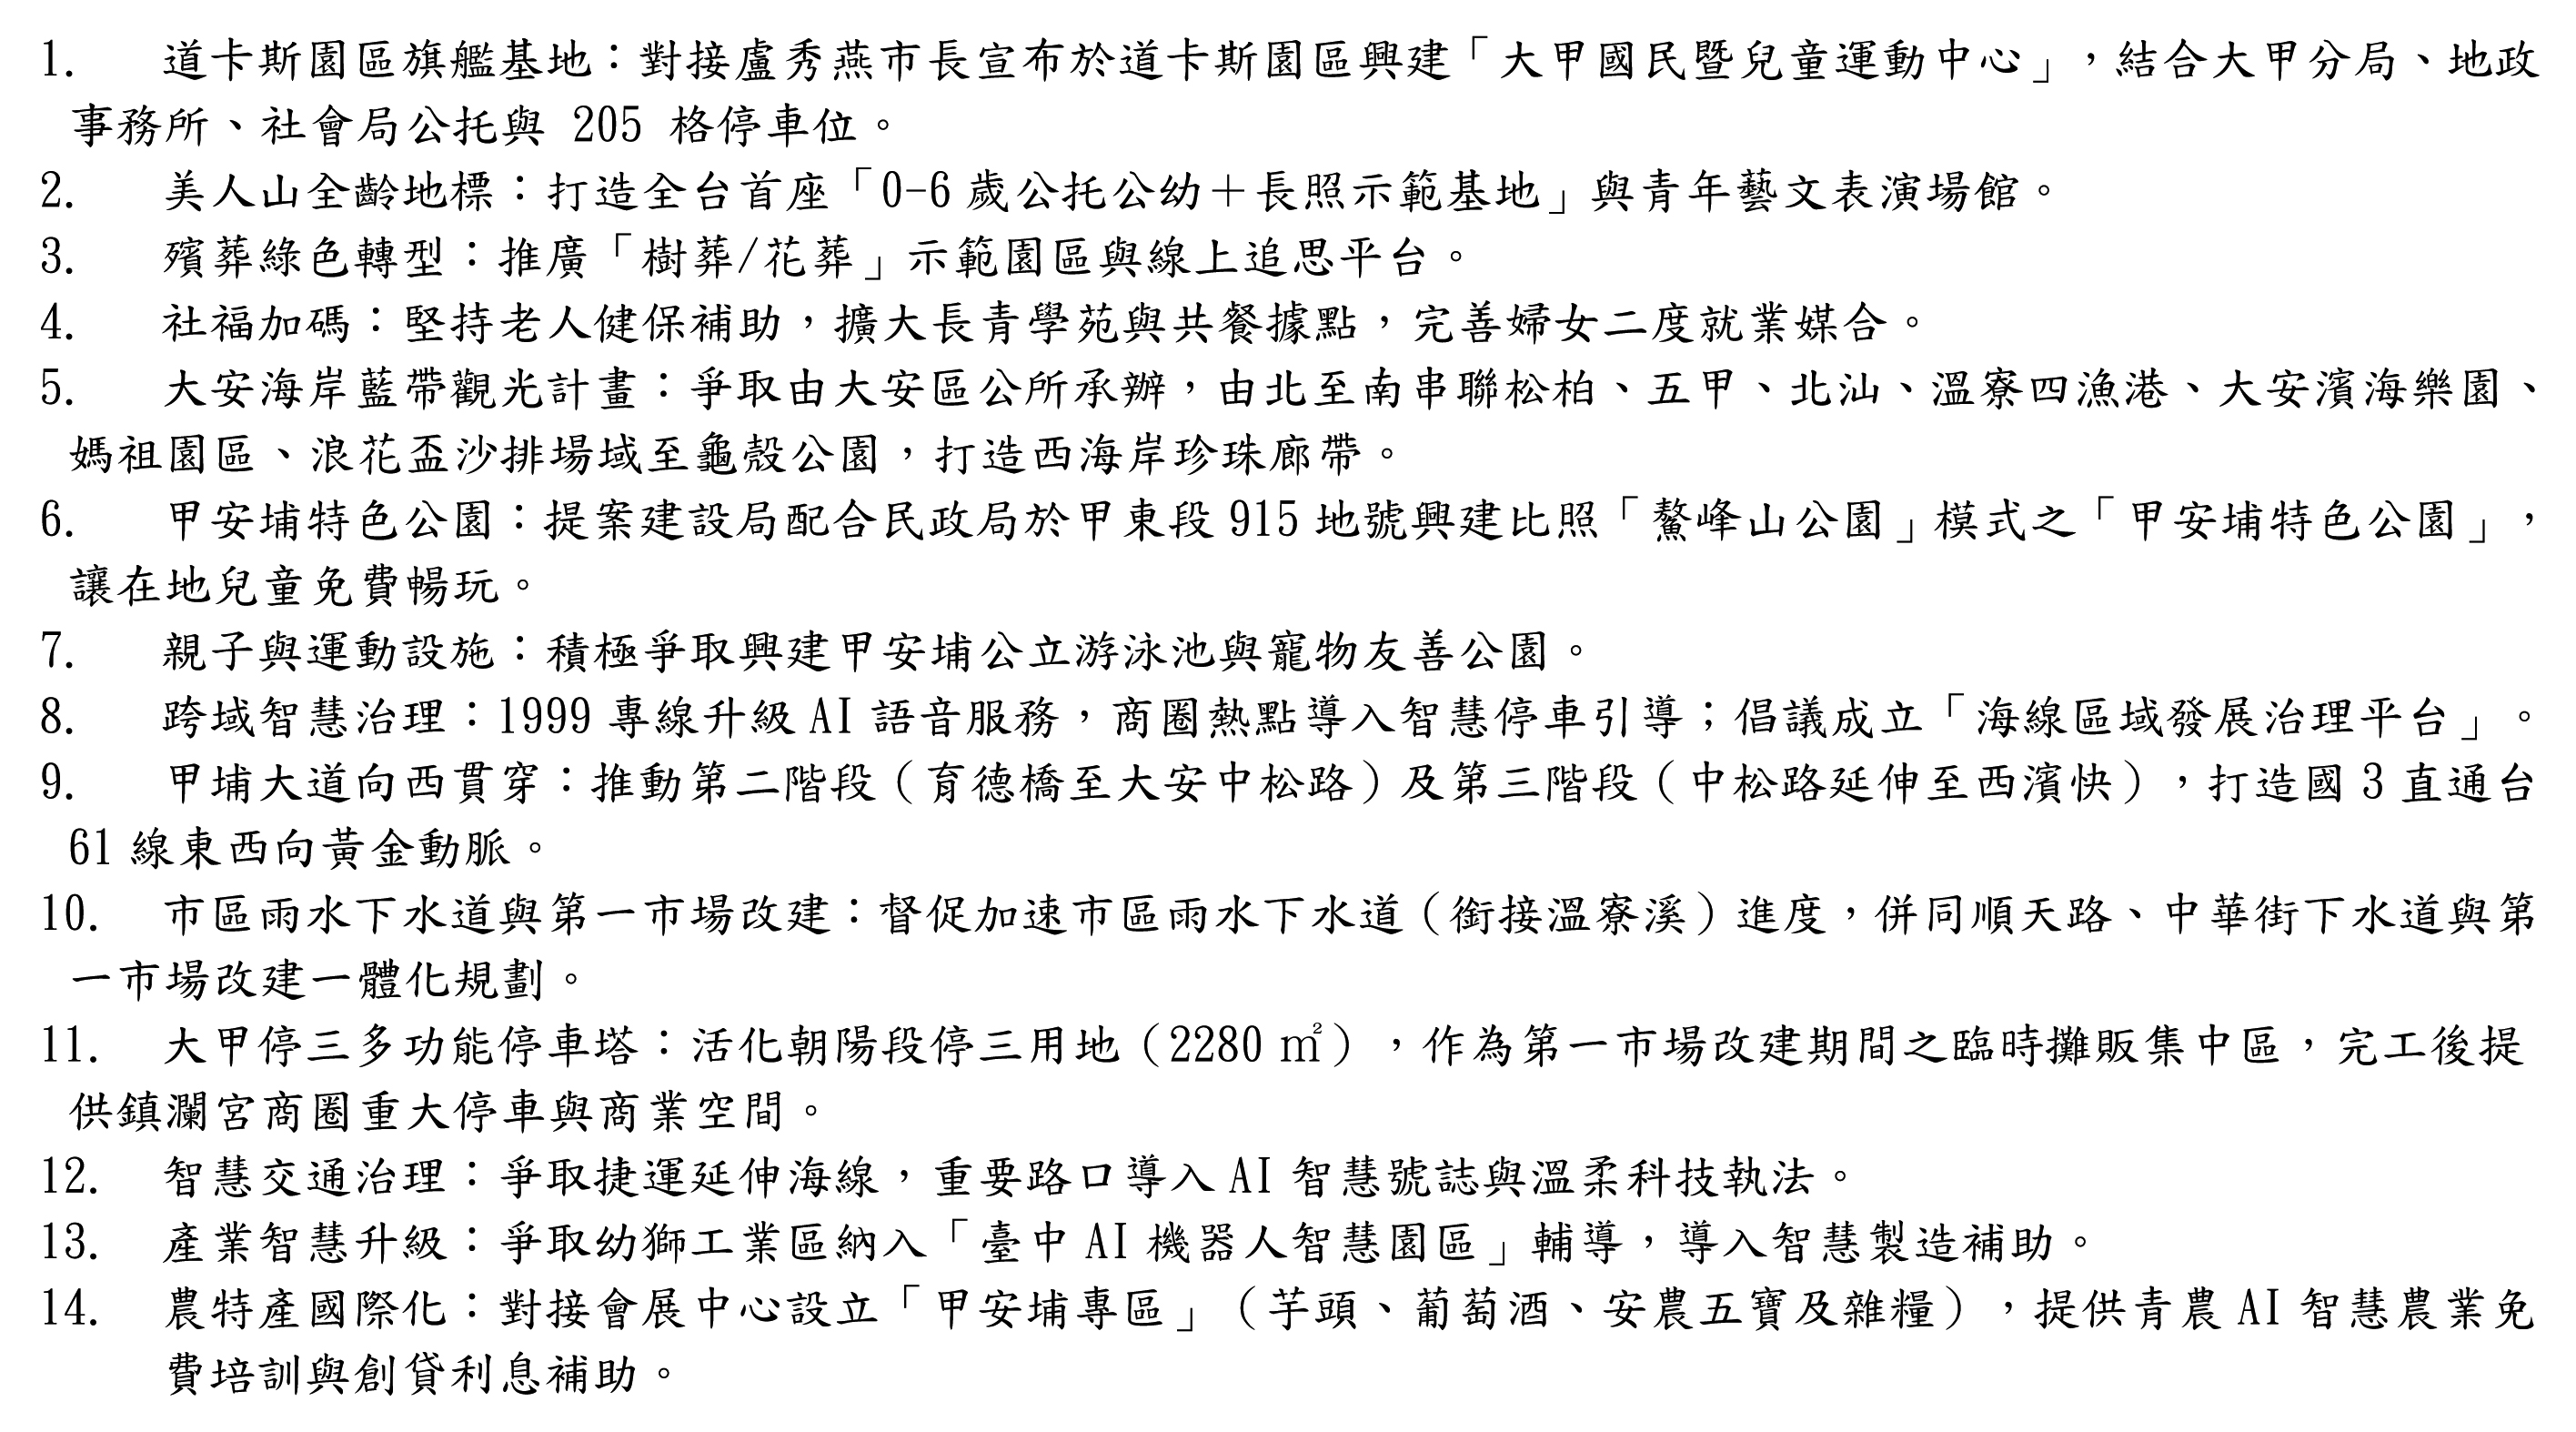 1. 道卡斯園區旗艦基地：對接盧秀燕市長宣布於道卡斯園區興建「大甲國民暨兒童運動中心」，結合大甲分局、地政
事務所、社會局公托與 205 格停車位。
2. 美人山全齡地標：打造全台首座「0-6 歲公托公幼＋長照示範基地」與青年藝文表演場館。
3. 殯葬綠色轉型：推廣「樹葬/花葬」示範園區與線上追思平台。
4. 社福加碼：堅持老人健保補助，擴大長青學苑與共餐據點，完善婦女二度就業媒合。
5. 大安海岸藍帶觀光計畫：爭取由大安區公所承辦，由北至南串聯松柏、五甲、北汕、溫寮四漁港、大安濱海樂園、
媽祖園區、浪花盃沙排場域至龜殼公園，打造西海岸珍珠廊帶。
6. 甲安埔特色公園：提案建設局配合民政局於甲東段 915 地號興建比照「鰲峰山公園」模式之「甲安埔特色公園」，
讓在地兒童免費暢玩。
7. 親子與運動設施：積極爭取興建甲安埔公立游泳池與寵物友善公園。
8. 跨域智慧治理：1999 專線升級 AI 語音服務，商圈熱點導入智慧停車引導；倡議成立「海線區域發展治理平台」。
9. 甲埔大道向西貫穿：推動第二階段（育德橋至大安中松路）及第三階段（中松路延伸至西濱快），打造國 3 直通台
61 線東西向黃金動脈。
10. 市區雨水下水道與第一市場改建：督促加速市區雨水下水道（銜接溫寮溪）進度，併同順天路、中華街下水道與第
一市場改建一體化規劃。
11. 大甲停三多功能停車塔：活化朝陽段停三用地（2280 ㎡），作為第一市場改建期間之臨時攤販集中區，完工後提
供鎮瀾宮商圈重大停車與商業空間。
12. 智慧交通治理：爭取捷運延伸海線，重要路口導入 AI 智慧號誌與溫柔科技執法。
13. 產業智慧升級：爭取幼獅工業區納入「臺中 AI 機器人智慧園區」輔導，導入智慧製造補助。
14. 農特產國際化：對接會展中心設立「甲安埔專區」（芋頭、葡萄酒、安農五寶及雜糧），提供青農 AI 智慧農業免
費培訓與創貸利息補助。